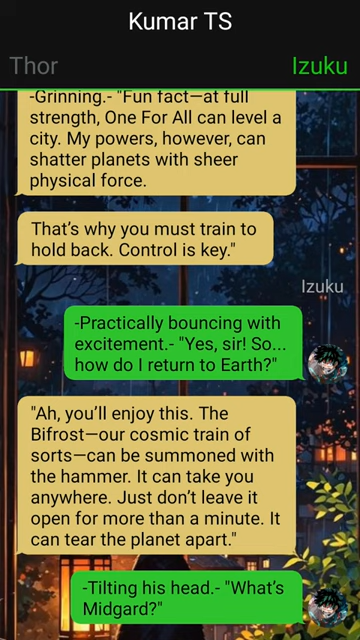 Kumar TS
Thor
Izuku
-Grinning.- "Fun fact—at full
strength, One For All can level a
city. My powers, however, can
shatter planets with sheer
physical force.
That’s why you must train to
hold back. Control is key."
Izuku
-Practically bouncing with
excitement.- "Yes, sir! So...
how do I return to Earth?"
"Ah, you’ll enjoy this. The
Bifrost—our cosmic train of
sorts—can be summoned with
the hammer. It can take you
anywhere. Just don’t leave it
open for more than a minute. It
can tear the planet apart."
-Tilting his head.- "What’s
Midgard?"